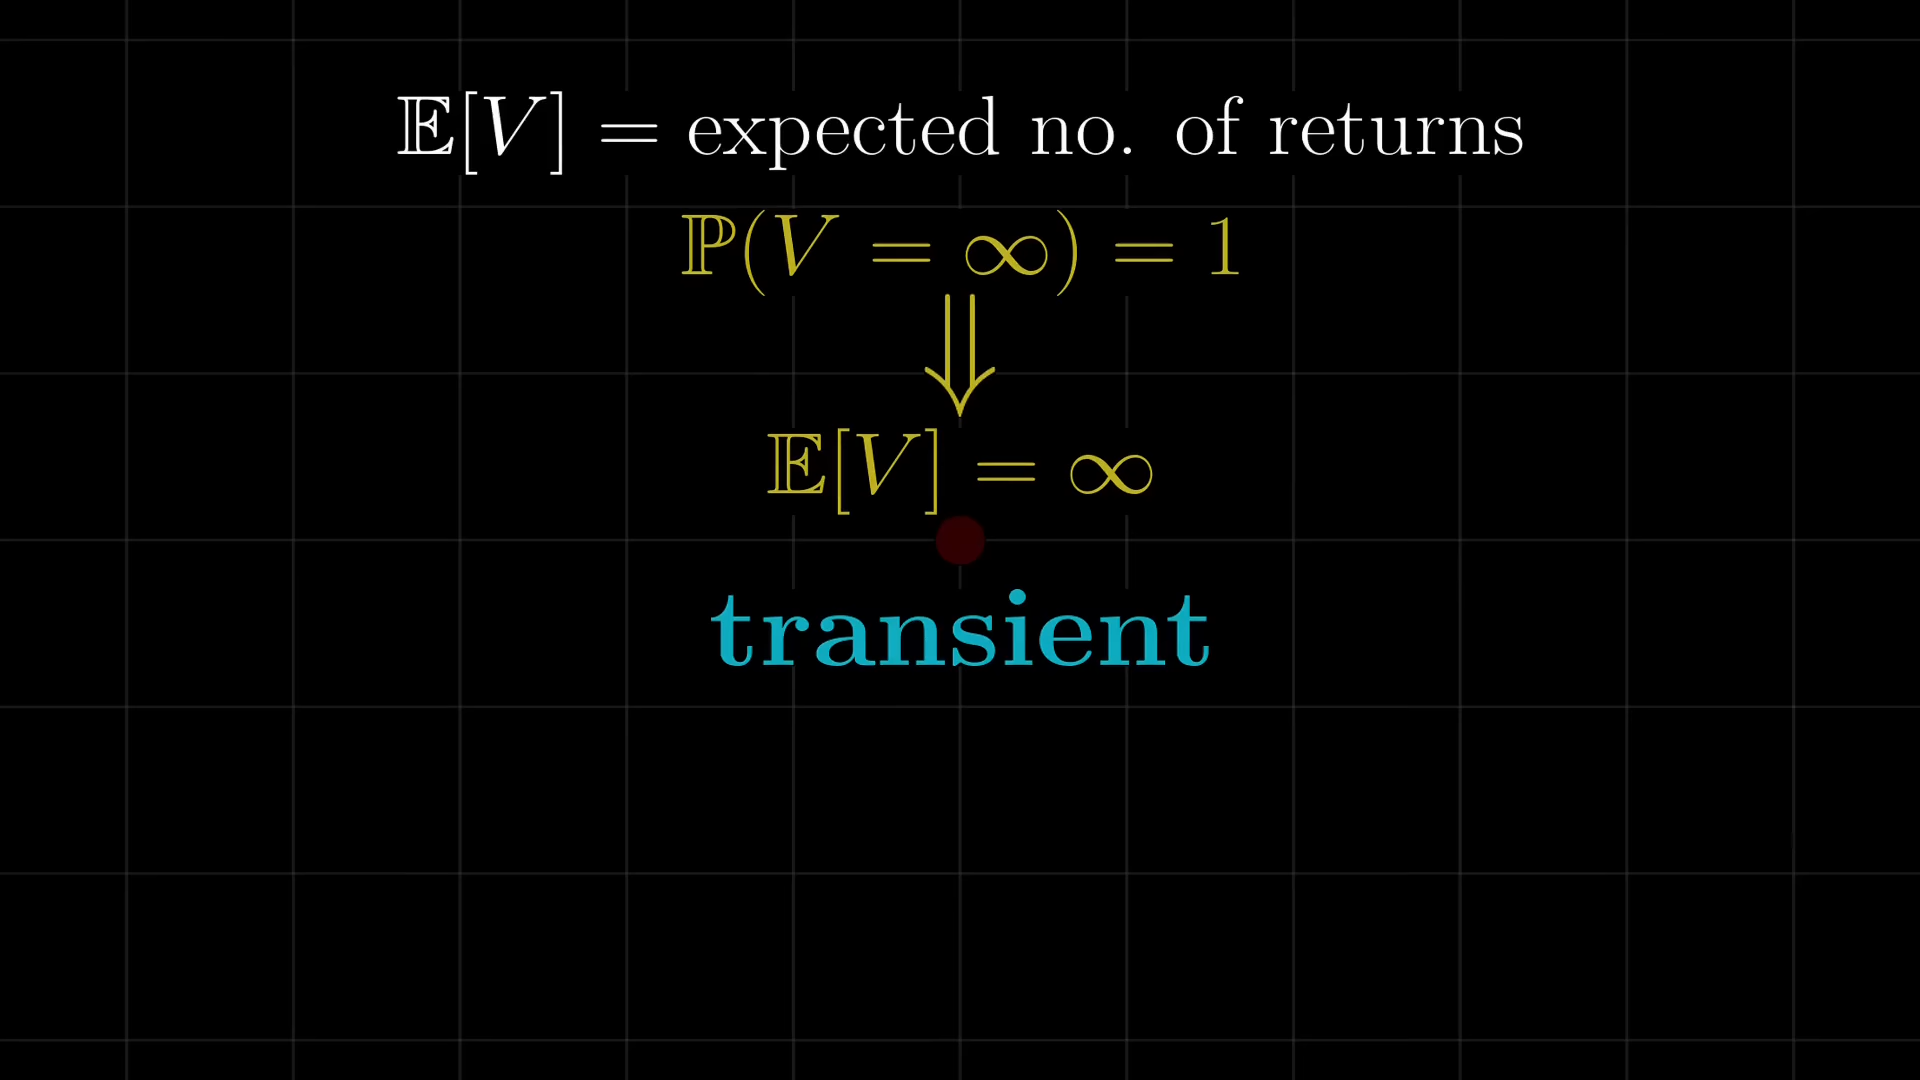 𝔼[V] = expected no. of returns
ℙ(V = ∞) = 1
⇓
𝔼[V] = ∞
transient